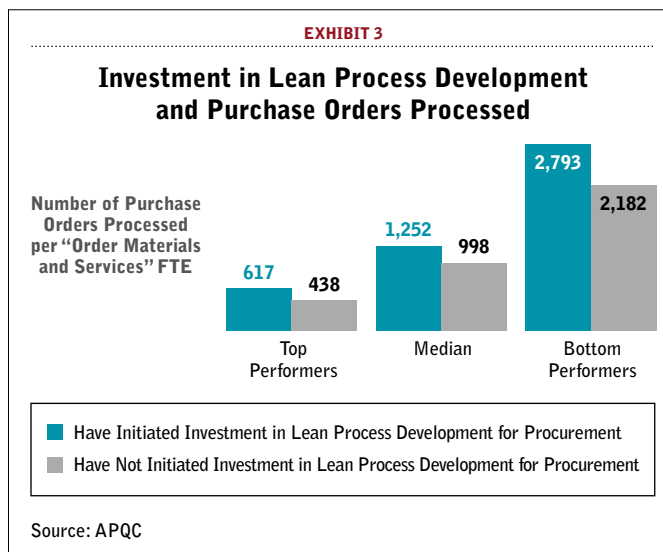 EXHIBIT 3
Investment in Lean Process Development
and Purchase Orders Processed
Number of Purchase
Orders Processed
per “Order Materials
and Services” FTE
617
438
1,252
998
2,793
2,182
Top
Performers
Median
Bottom
Performers
Have Initiated Investment in Lean Process Development for Procurement
Have Not Initiated Investment in Lean Process Development for Procurement
Source: APQC